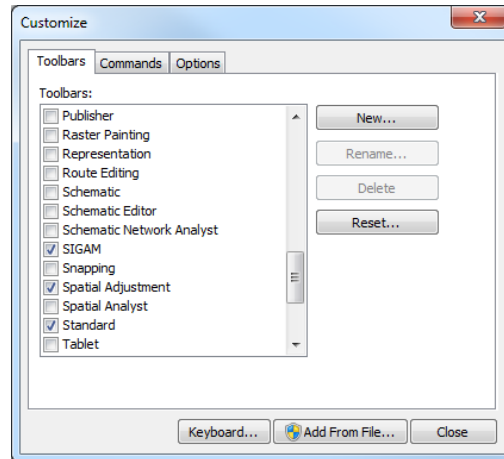 Customize
Toolbars Commands Options
Toolbars:
Publisher
Raster Painting
Representation
Route Editing
Schematic
Schematic Editor
Schematic Network Analyst
SIGAM
Snapping
Spatial Adjustment
Spatial Analyst
Standard
Tablet
New...
Rename...
Delete
Reset...
Keyboard... Add From File... Close